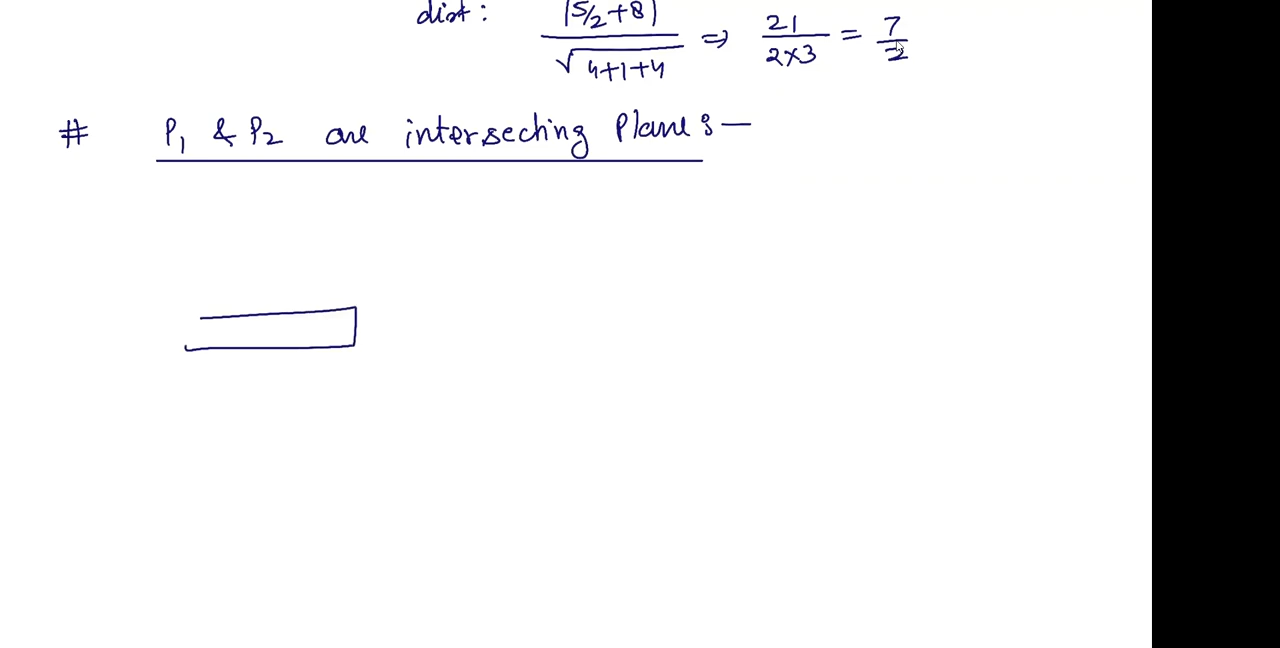 dist : |5/2+8| / √4+1+4 ⇒ 21 / 2×3 = 7/2
# P₁ & P₂ are intersecting Planes —